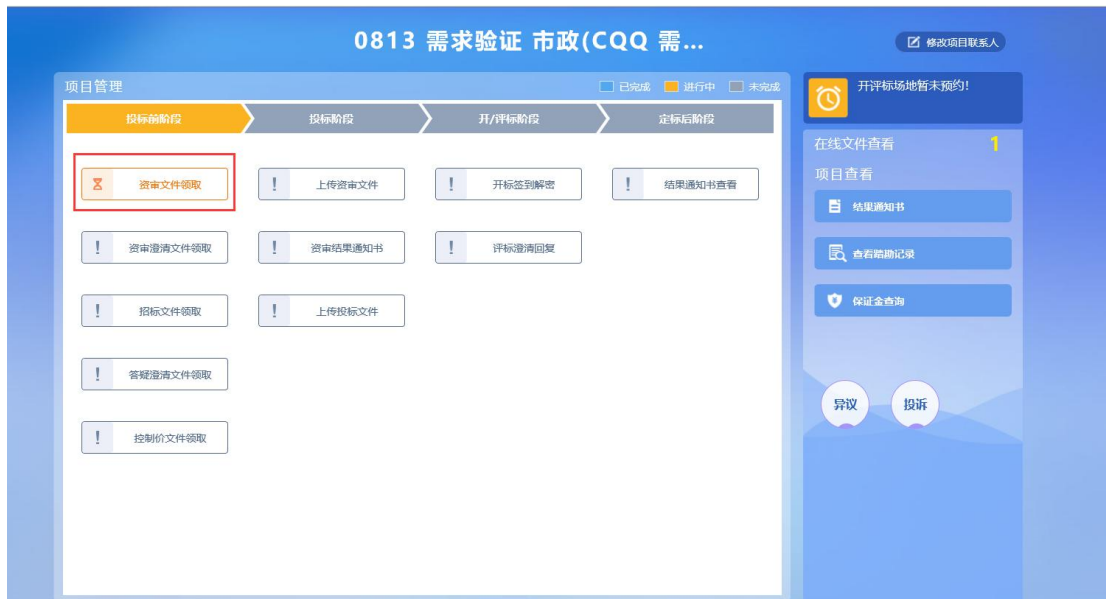 0813 需求验证 市政(CQQ 需...
修改项目联系人
项目管理
已完成 进行中 未完成
投标前阶段 投标阶段 开/评标阶段 定标后阶段
! 资审文件领取
! 上传资审文件
! 开标签到解密
! 结果通知书查看
! 资审澄清文件领取
! 资审结果通知书
! 评标澄清回复
! 招标文件领取
! 上传投标文件
! 答疑澄清文件领取
! 控制价文件领取
开评标场地暂未预约!
在线文件查看 1
项目查看
结果通知书
查看踏勘记录
保证金查询
异议 投诉